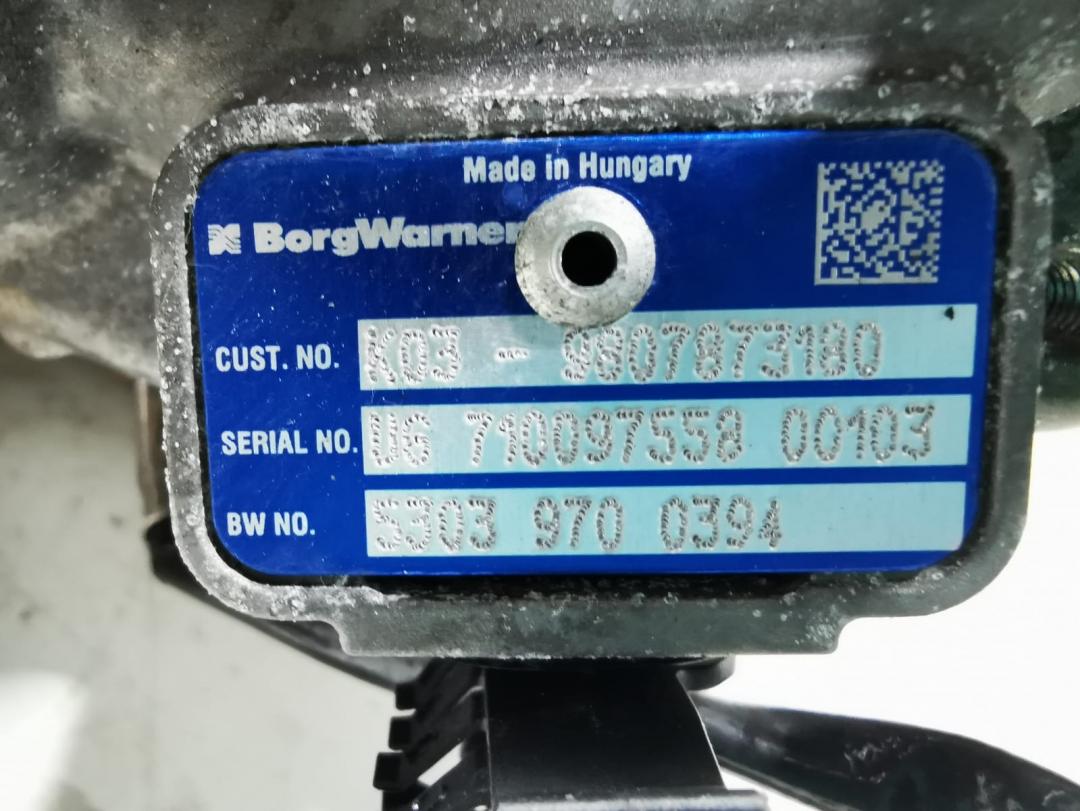 Made in Hungary
BorgWarner
CUST. NO. K03 - 9807873180
SERIAL NO. UG 710097558 00103
BW NO. 5303 970 0394